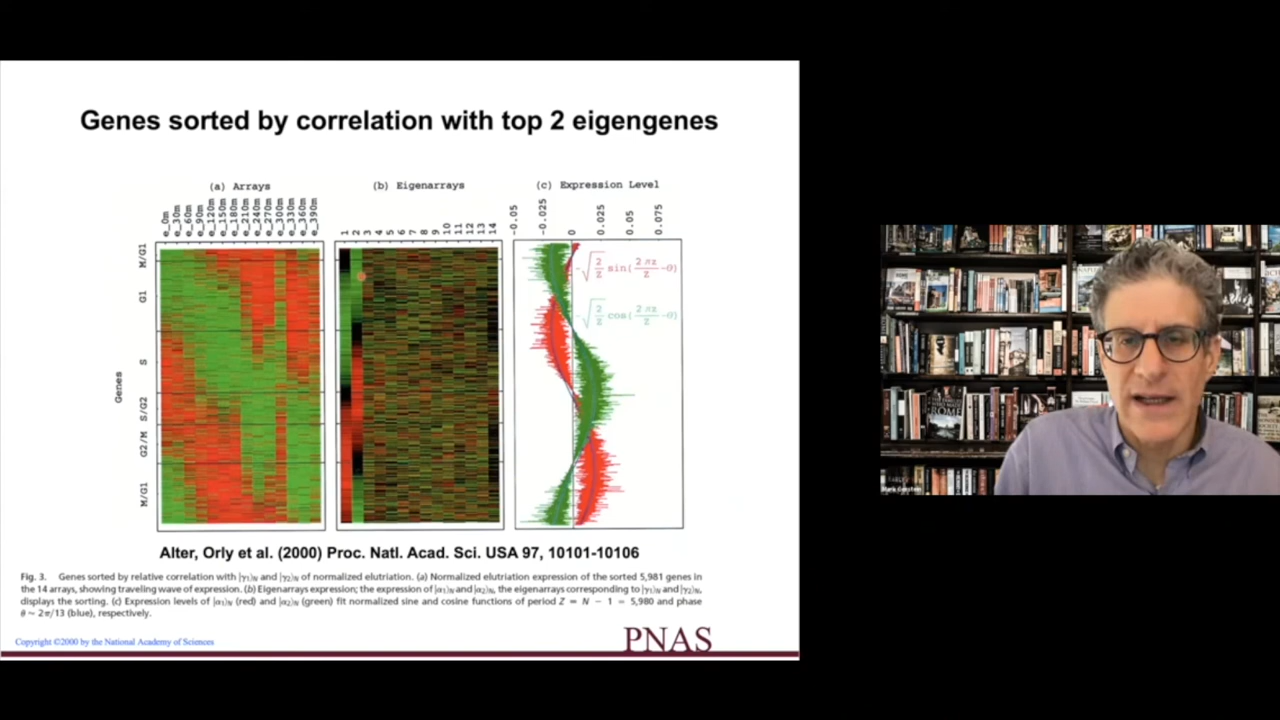 Genes sorted by correlation with top 2 eigengenes
(a) Arrays
(b) Eigenarrays
(c) Expression Level
e_0m
e_30m
e_60m
e_90m
e_120m
e_150m
e_180m
e_210m
e_240m
e_270m
e_300m
e_330m
e_360m
e_390m
1 2 3 4 5 6 7 8 9 10 11 12 13 14
-0.05
-0.025
0
0.025
0.05
0.075
Genes
M/G1
G1
S
S/G2
G2/M
M/G1
-√2/z sin(2πz/Z-θ)
-√2/z cos(2πz/Z-θ)
Alter, Orly et al. (2000) Proc. Natl. Acad. Sci. USA 97, 10101-10106
Fig. 3. Genes sorted by relative correlation with |γ1⟩N and |γ2⟩N of normalized elutriation. (a) Normalized elutriation expression of the sorted 5,981 genes in
the 14 arrays, showing traveling wave of expression. (b) Eigenarrays expression; the expression of |α1⟩N and |α2⟩N, the eigenarrays corresponding to |γ1⟩N and |γ2⟩N,
displays the sorting. (c) Expression levels of |α1⟩N (red) and |α2⟩N (green) fit normalized sine and cosine functions of period Z = N − 1 = 5,980 and phase
θ ~ 2π/13 (blue), respectively.
Copyright ©2000 by the National Academy of Sciences
PNAS
ROME